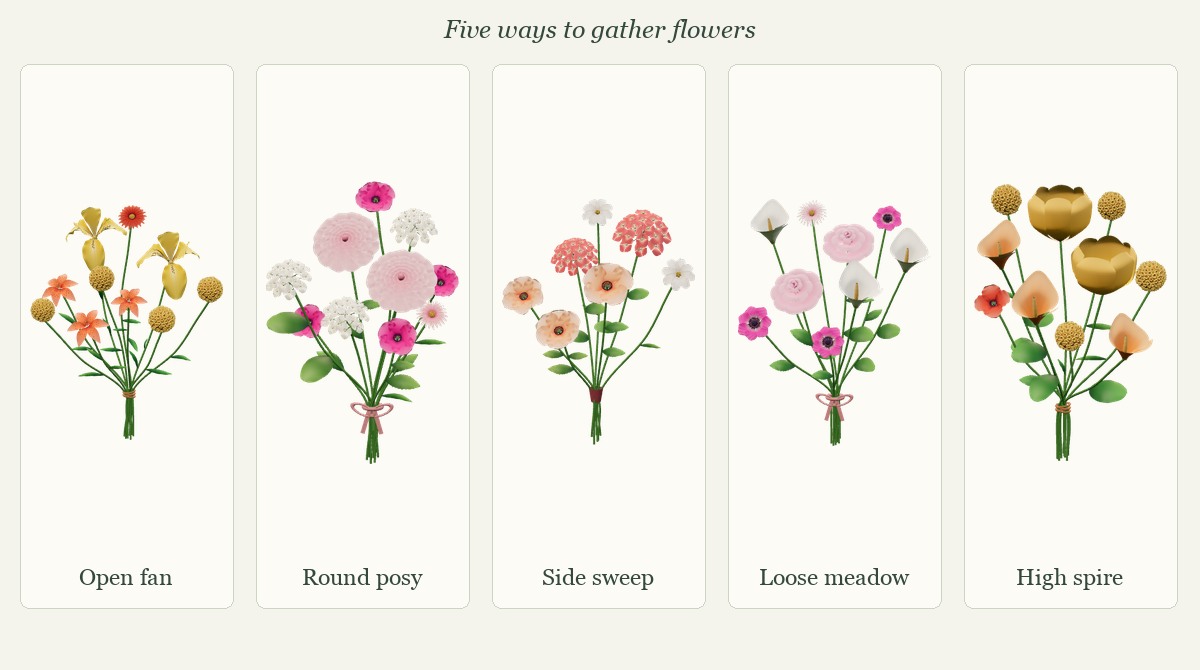 Five ways to gather flowers
Open fan
Round posy
Side sweep
Loose meadow
High spire